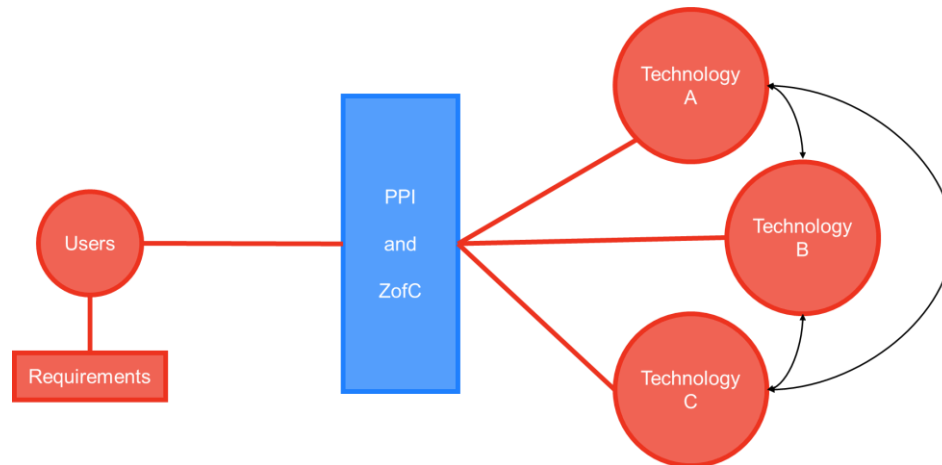 Technology
A
PPI
and
ZofC
Users
Technology
B
Requirements
Technology
C